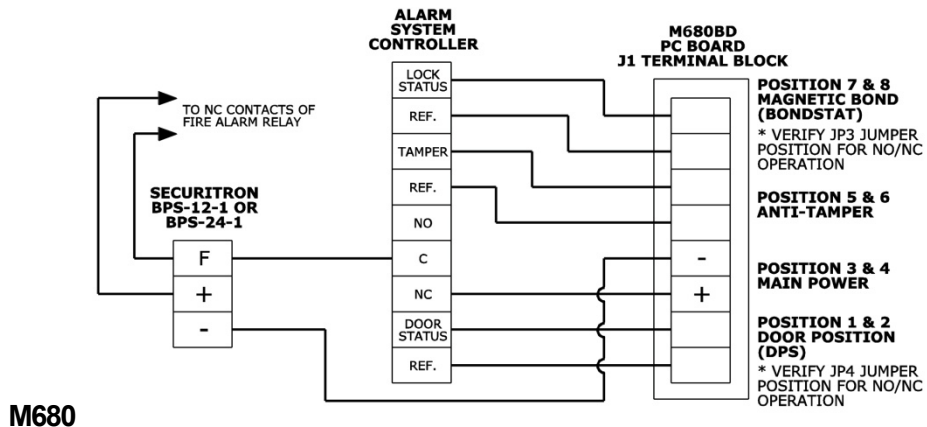 ALARM
SYSTEM
CONTROLLER
LOCK
STATUS
REF.
TAMPER
REF.
NO
C
NC
DOOR
STATUS
REF.
TO NC CONTACTS OF
FIRE ALARM RELAY
SECURITRON
BPS-12-1 OR
BPS-24-1
F
+
-
M680BD
PC BOARD
J1 TERMINAL BLOCK
-
+
POSITION 7 & 8
MAGNETIC BOND
(BONDSTAT)
* VERIFY JP3 JUMPER
POSITION FOR NO/NC
OPERATION
POSITION 5 & 6
ANTI-TAMPER
POSITION 3 & 4
MAIN POWER
POSITION 1 & 2
DOOR POSITION
(DPS)
* VERIFY JP4 JUMPER
POSITION FOR NO/NC
OPERATION
M680